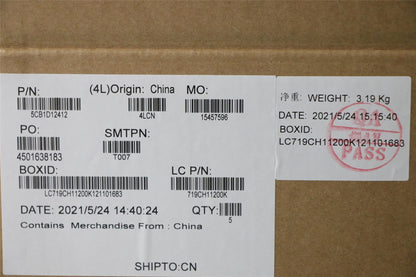 P/N:
(4L)Origin: China
MO:
5CB1D12412
4LCN
15457596
PO:
SMTPN:
4501638183
T007
BOXID:
LC P/N:
LC719CH11200K121101683
719CH11200K
DATE: 2021/5/24 14:40:24
QTY:
5
Contains Merchandise From : China
SHIPTO:CN
净重: WEIGHT: 3.19 Kg
DATE: 2021/5/24 15:15:40
BOXID:
LC719CH11200K121101683
QA
PASS